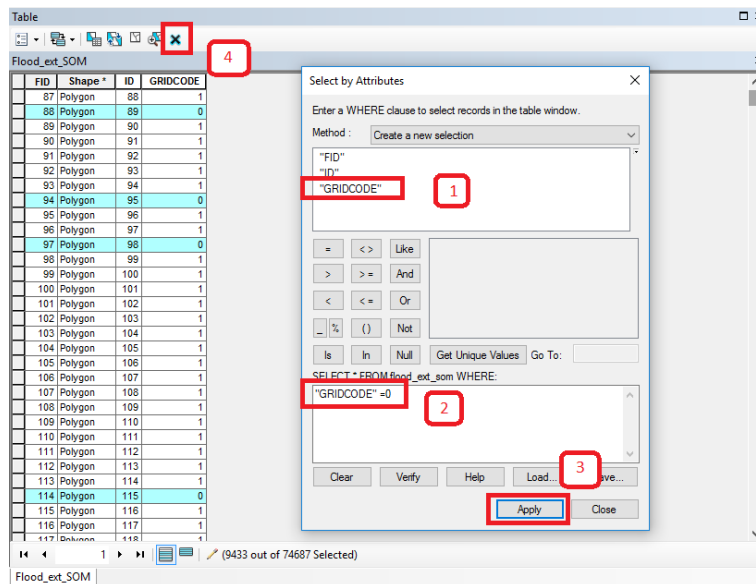 Table
4
Flood_ext_SOM
FID Shape * ID GRIDCODE
87 Polygon 88 1
88 Polygon 89 0
89 Polygon 90 1
90 Polygon 91 1
91 Polygon 92 1
92 Polygon 93 1
93 Polygon 94 1
94 Polygon 95 0
95 Polygon 96 1
96 Polygon 97 1
97 Polygon 98 0
98 Polygon 99 1
99 Polygon 100 1
100 Polygon 101 1
101 Polygon 102 1
102 Polygon 103 1
103 Polygon 104 1
104 Polygon 105 1
105 Polygon 106 1
106 Polygon 107 1
107 Polygon 108 1
108 Polygon 109 1
109 Polygon 110 1
110 Polygon 111 1
111 Polygon 112 1
112 Polygon 113 1
113 Polygon 114 1
114 Polygon 115 0
115 Polygon 116 1
116 Polygon 117 1
117 Polygon 118 1
1 (9433 out of 74687 Selected)
Flood_ext_SOM
Select by Attributes
Enter a WHERE clause to select records in the table window.
Method : Create a new selection
"FID"
"ID"
"GRIDCODE"
1
= < > Like
> > = And
< < = Or
_ % () Not
Is In Null Get Unique Values Go To:
SELECT * FROM flood_ext_som WHERE:
"GRIDCODE" =0
2
3
Clear Verify Help Load...
Apply Close